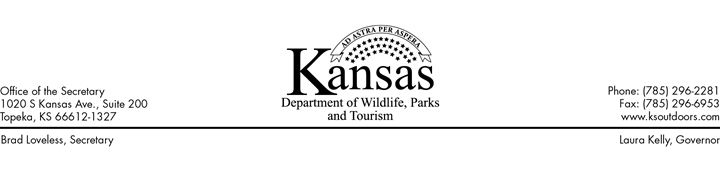 AD ASTRA PER ASPERA
Kansas
Department of Wildlife, Parks
and Tourism
Office of the Secretary
1020 S Kansas Ave., Suite 200
Topeka, KS 66612-1327
Phone: (785) 296-2281
Fax: (785) 296-6953
www.ksoutdoors.com
Brad Loveless, Secretary
Laura Kelly, Governor